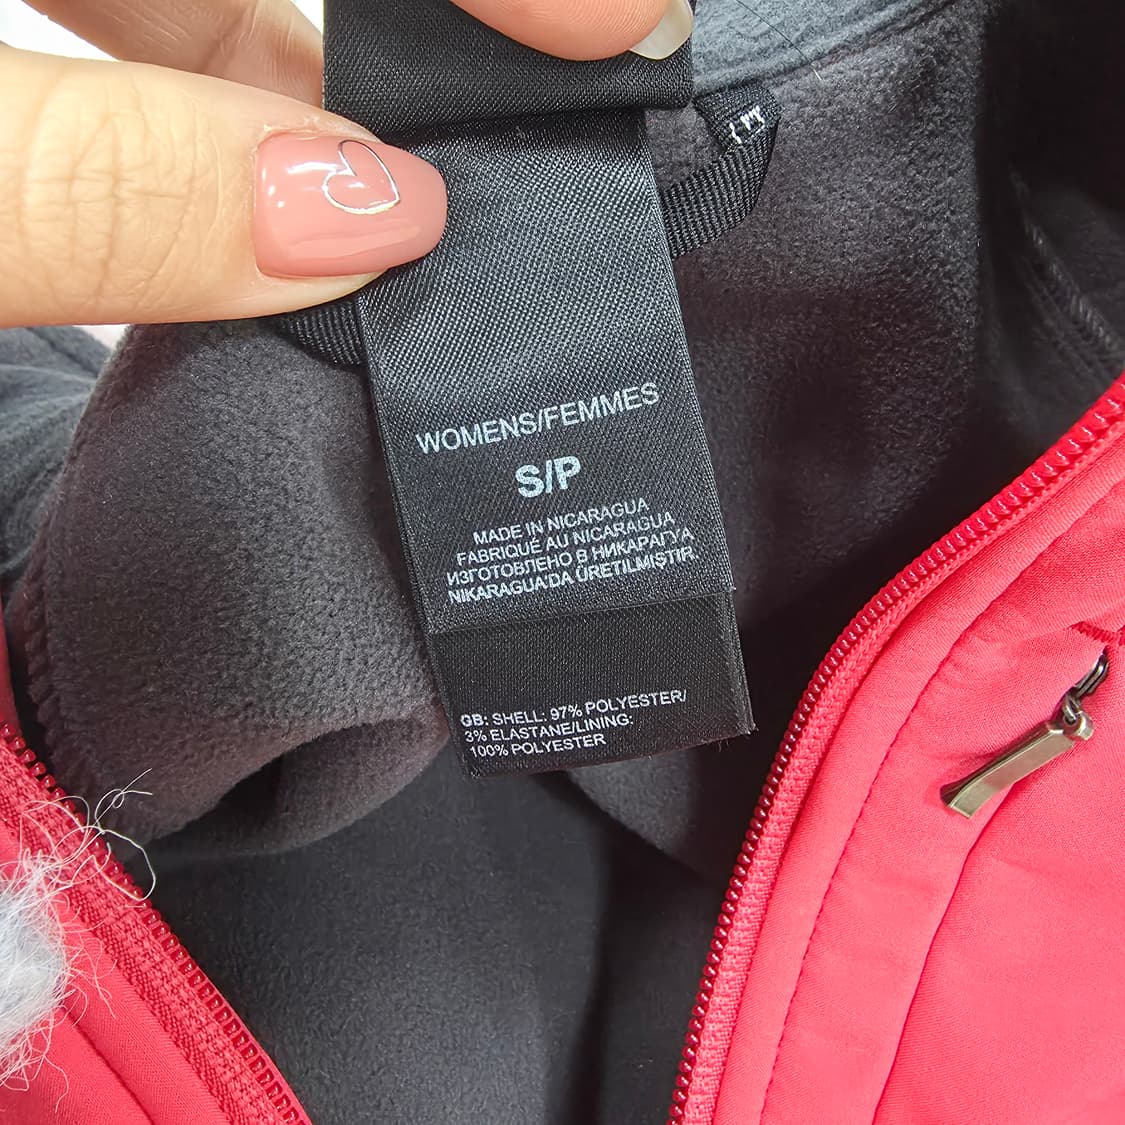 WOMENS/FEMMES
S/P
MADE IN NICARAGUA
FABRIQUÉ AU NICARAGUA
ИЗГОТОВЛЕНО В НИКАРАГУА
NIKARAGUA'DA ÜRETILMIŞTIR
GB: SHELL: 97% POLYESTER/
3% ELASTANE/LINING:
100% POLYESTER